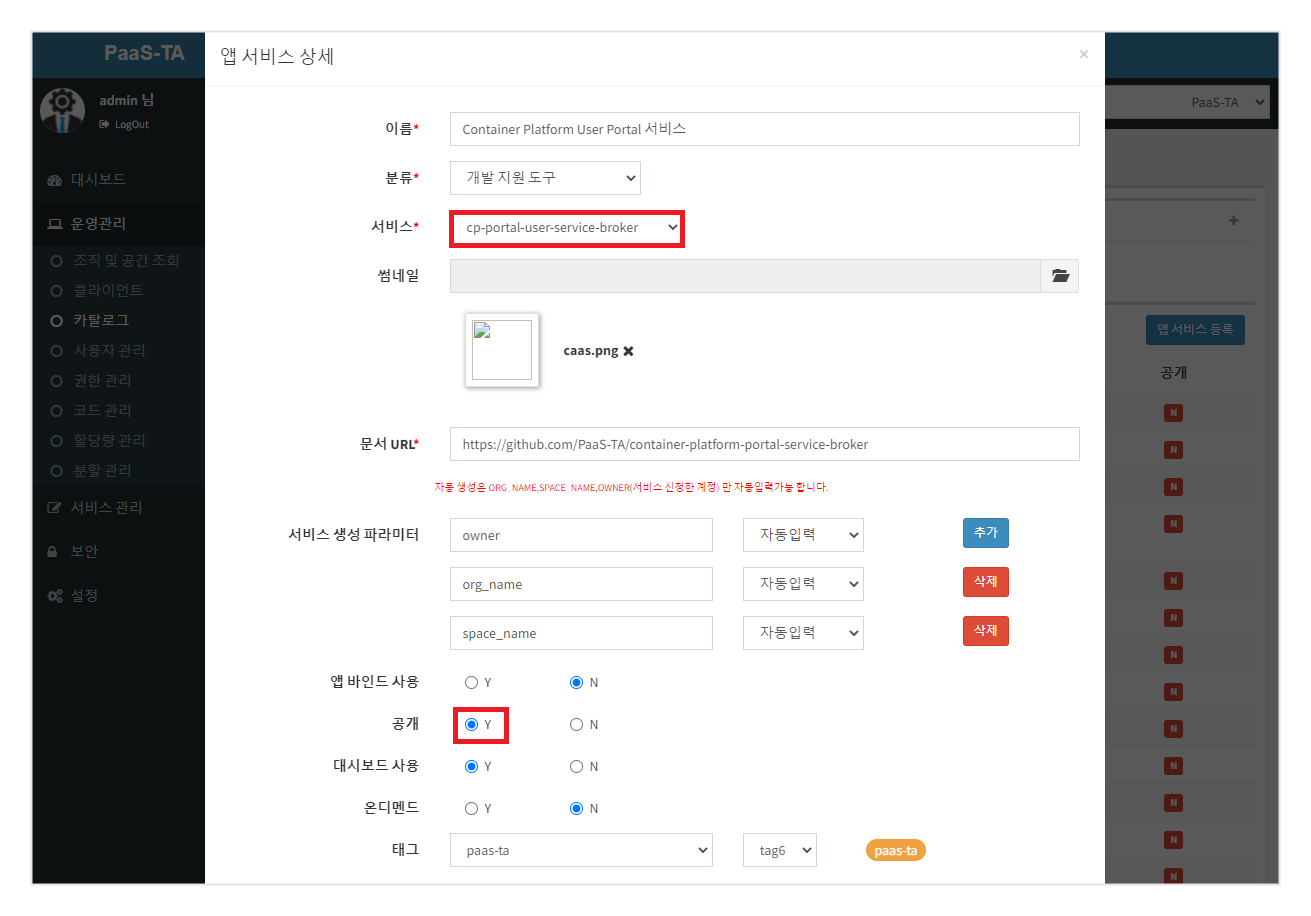 PaaS-TA
admin 님
LogOut
대시보드
운영관리
조직 및 공간 조회
클라이언트
카탈로그
사용자 관리
권한 관리
코드 관리
할당량 관리
분할 관리
서비스 관리
보안
설정
앱 서비스 상세 ×
이름* Container Platform User Portal 서비스
분류* 개발 지원 도구
서비스* cp-portal-user-service-broker
썸네일
caas.png ✖
문서 URL* https://github.com/PaaS-TA/container-platform-portal-service-broker
자동 생성은 ORG_NAME,SPACE_NAME,OWNER(서비스 신청한 계정) 만 자동입력가능 합니다.
서비스 생성 파라미터 owner 자동입력 추가
org_name 자동입력 삭제
space_name 자동입력 삭제
앱 바인드 사용 Y N
공개 Y N
대시보드 사용 Y N
온디멘드 Y N
태그 paas-ta tag6 paas-ta
PaaS-TA
+
앱 서비스 등록
공개
N
N
N
N
N
N
N
N
N
N
N
N
N